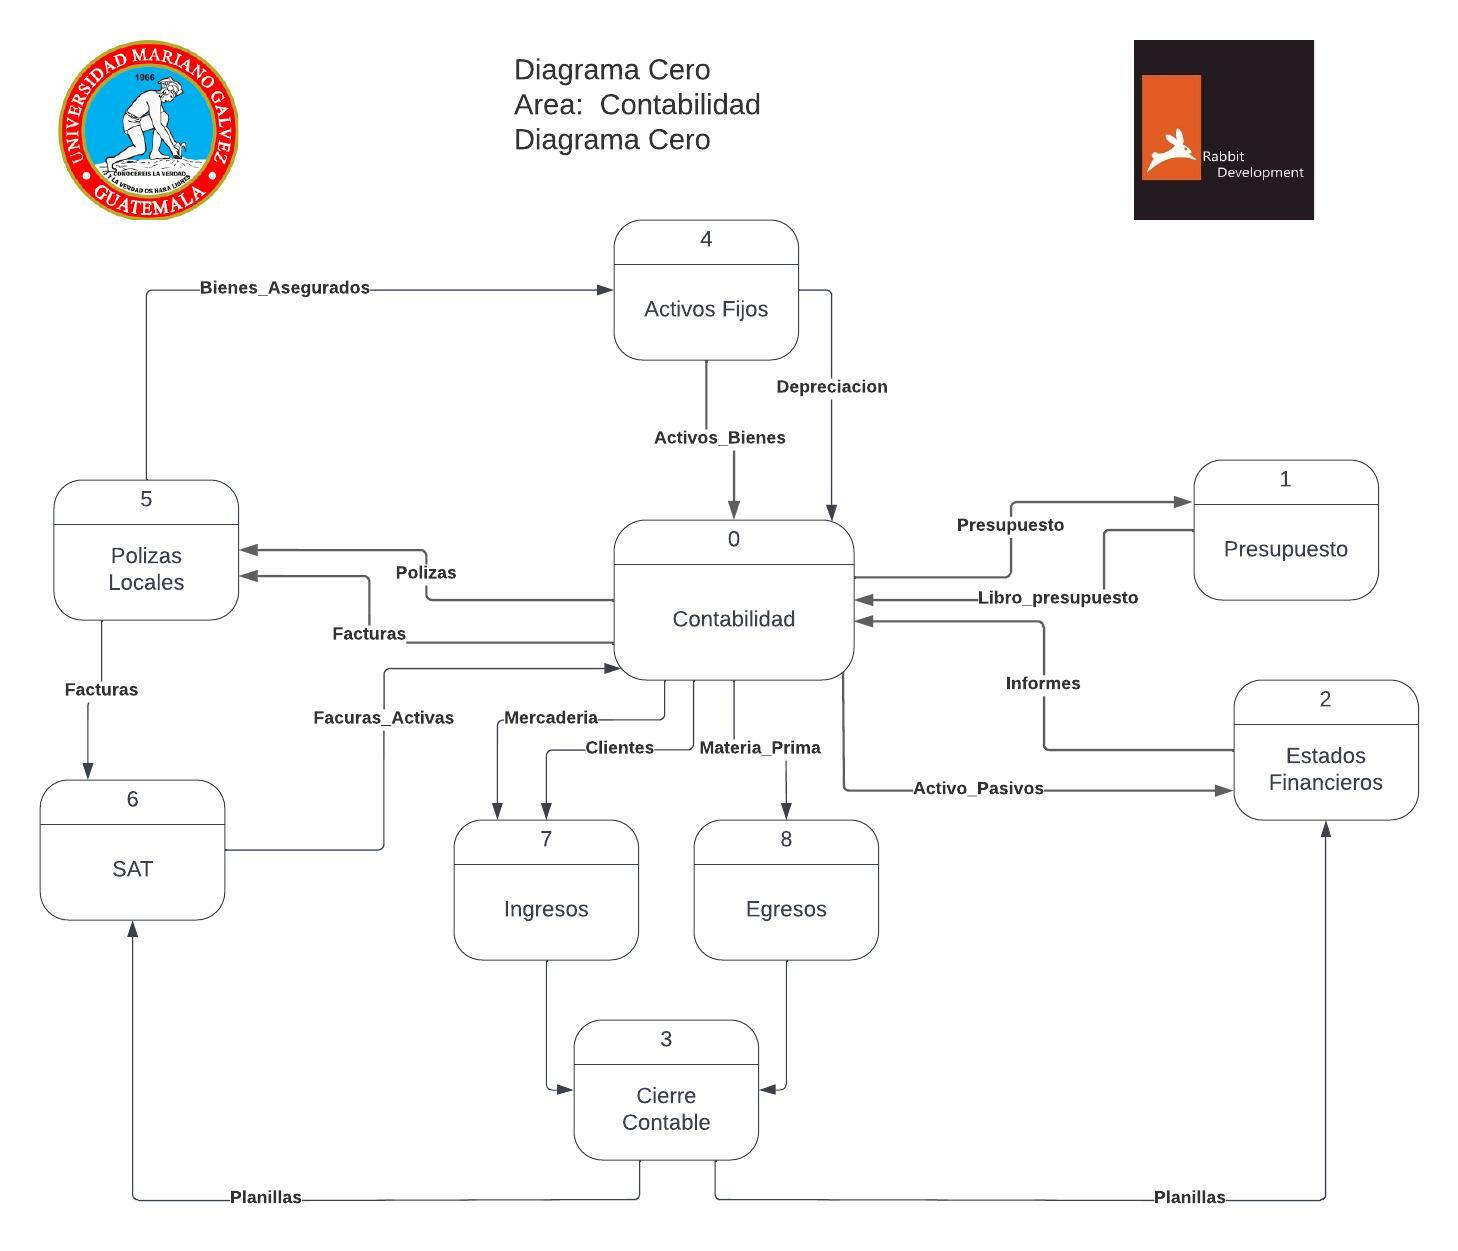 UNIVERSIDAD MARIANO GALVEZ
1966
CONOCEREIS LA VERDAD
Y LA VERDAD OS HARA LIBRES
GUATEMALA
Diagrama Cero
Area:  Contabilidad
Diagrama Cero
Rabbit
Development
4
Activos Fijos
Bienes_Asegurados
Depreciacion
Activos_Bienes
5
Polizas
Locales
0
Contabilidad
1
Presupuesto
Presupuesto
Polizas
Libro_presupuesto
Facturas
Informes
Facturas
Facuras_Activas
Mercaderia
Clientes
Materia_Prima
Activo_Pasivos
2
Estados
Financieros
6
SAT
7
Ingresos
8
Egresos
3
Cierre
Contable
Planillas
Planillas